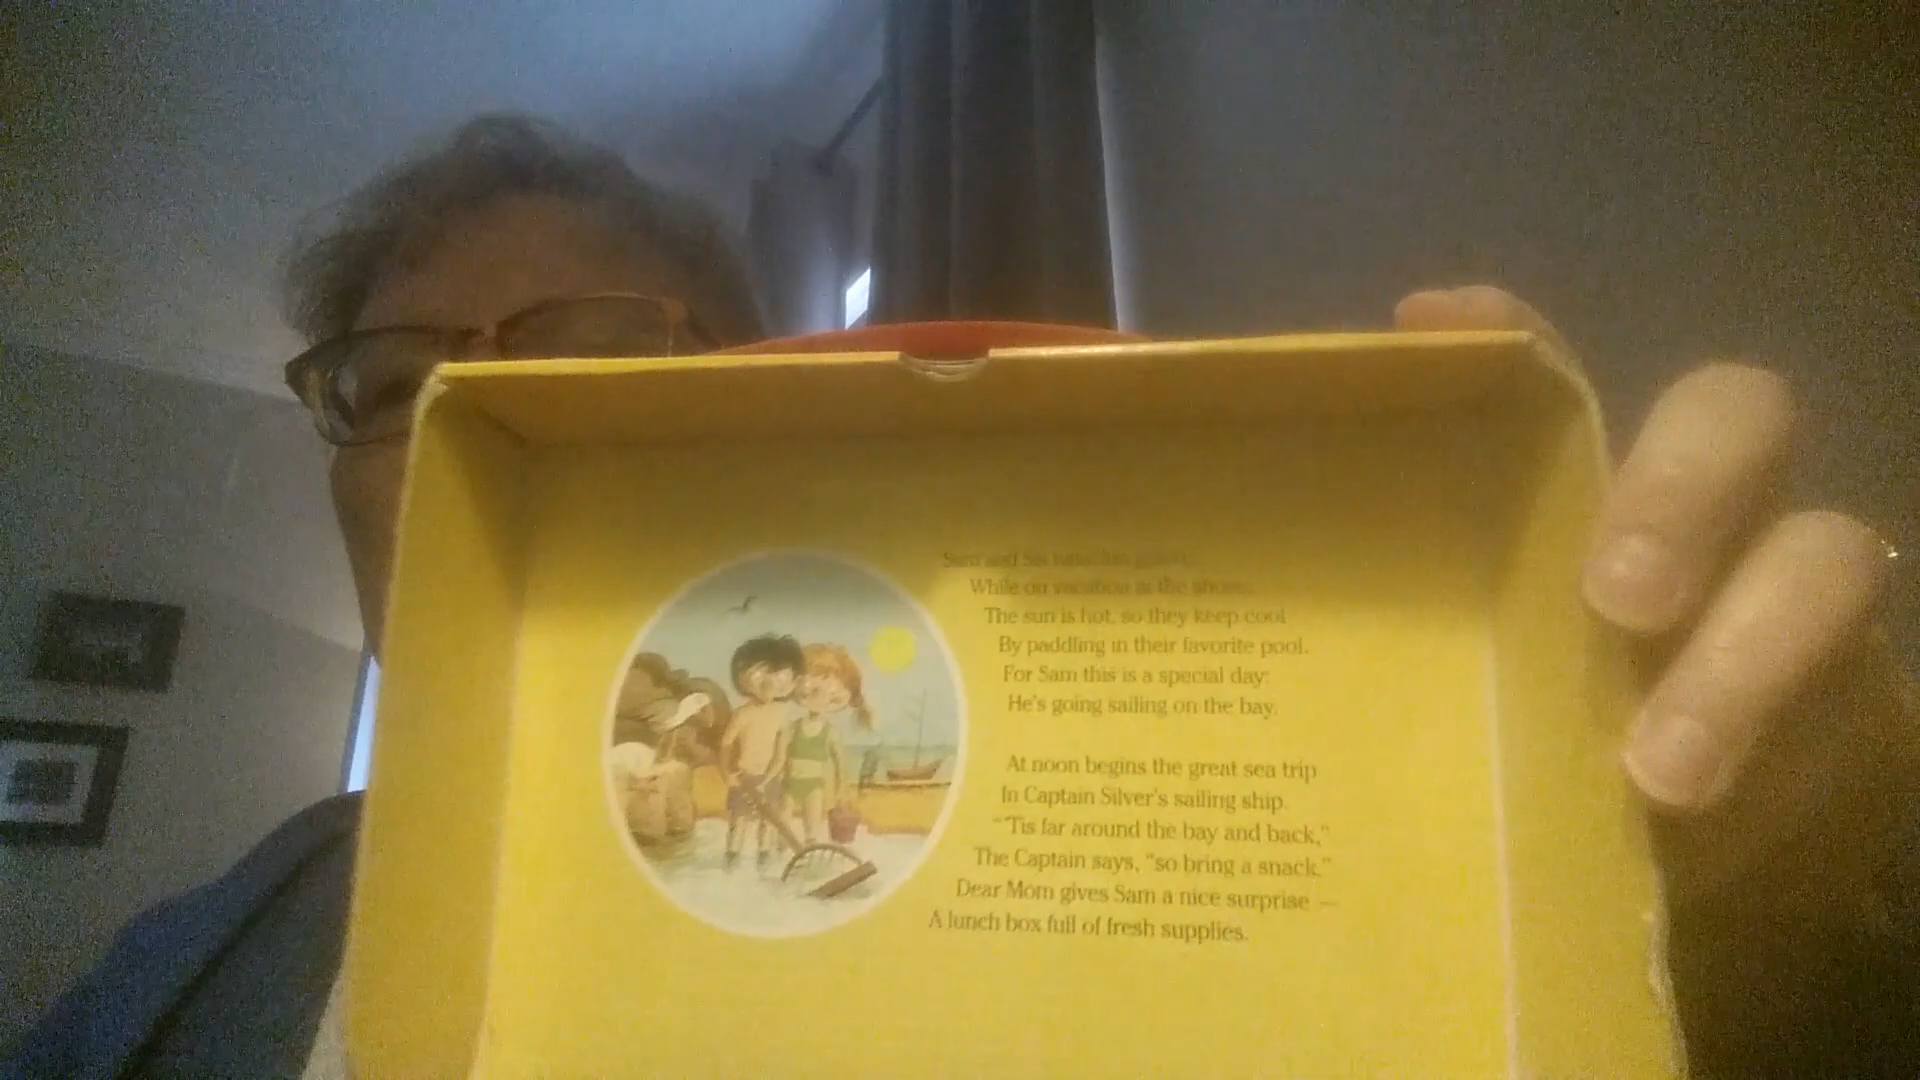 Sam and Sis
While on vacation at the shore.
The sun is hot, so they keep cool
By paddling in their favorite pool.
For Sam this is a special day:
He's going sailing on the bay.
At noon begins the great sea trip
In Captain Silver's sailing ship.
"'Tis far around the bay and back,"
The Captain says, "so bring a snack."
Dear Mom gives Sam a nice surprise —
A lunch box full of fresh supplies.